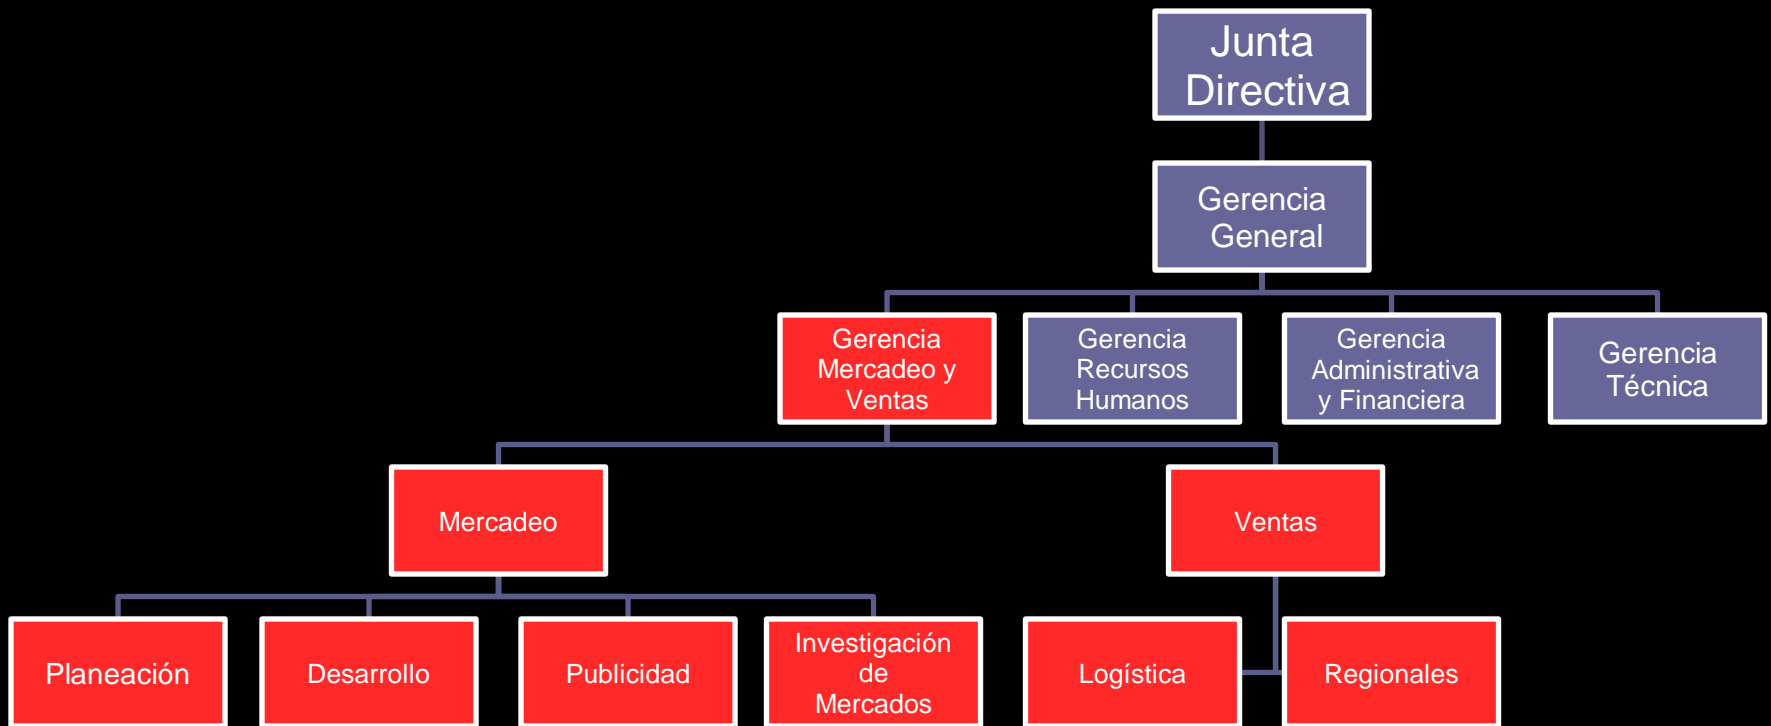 Junta
Directiva
Gerencia
General
Gerencia
Mercadeo y
Ventas
Gerencia
Recursos
Humanos
Gerencia
Administrativa
y Financiera
Gerencia
Técnica
Mercadeo
Ventas
Planeación
Desarrollo
Publicidad
Investigación
de
Mercados
Logística
Regionales